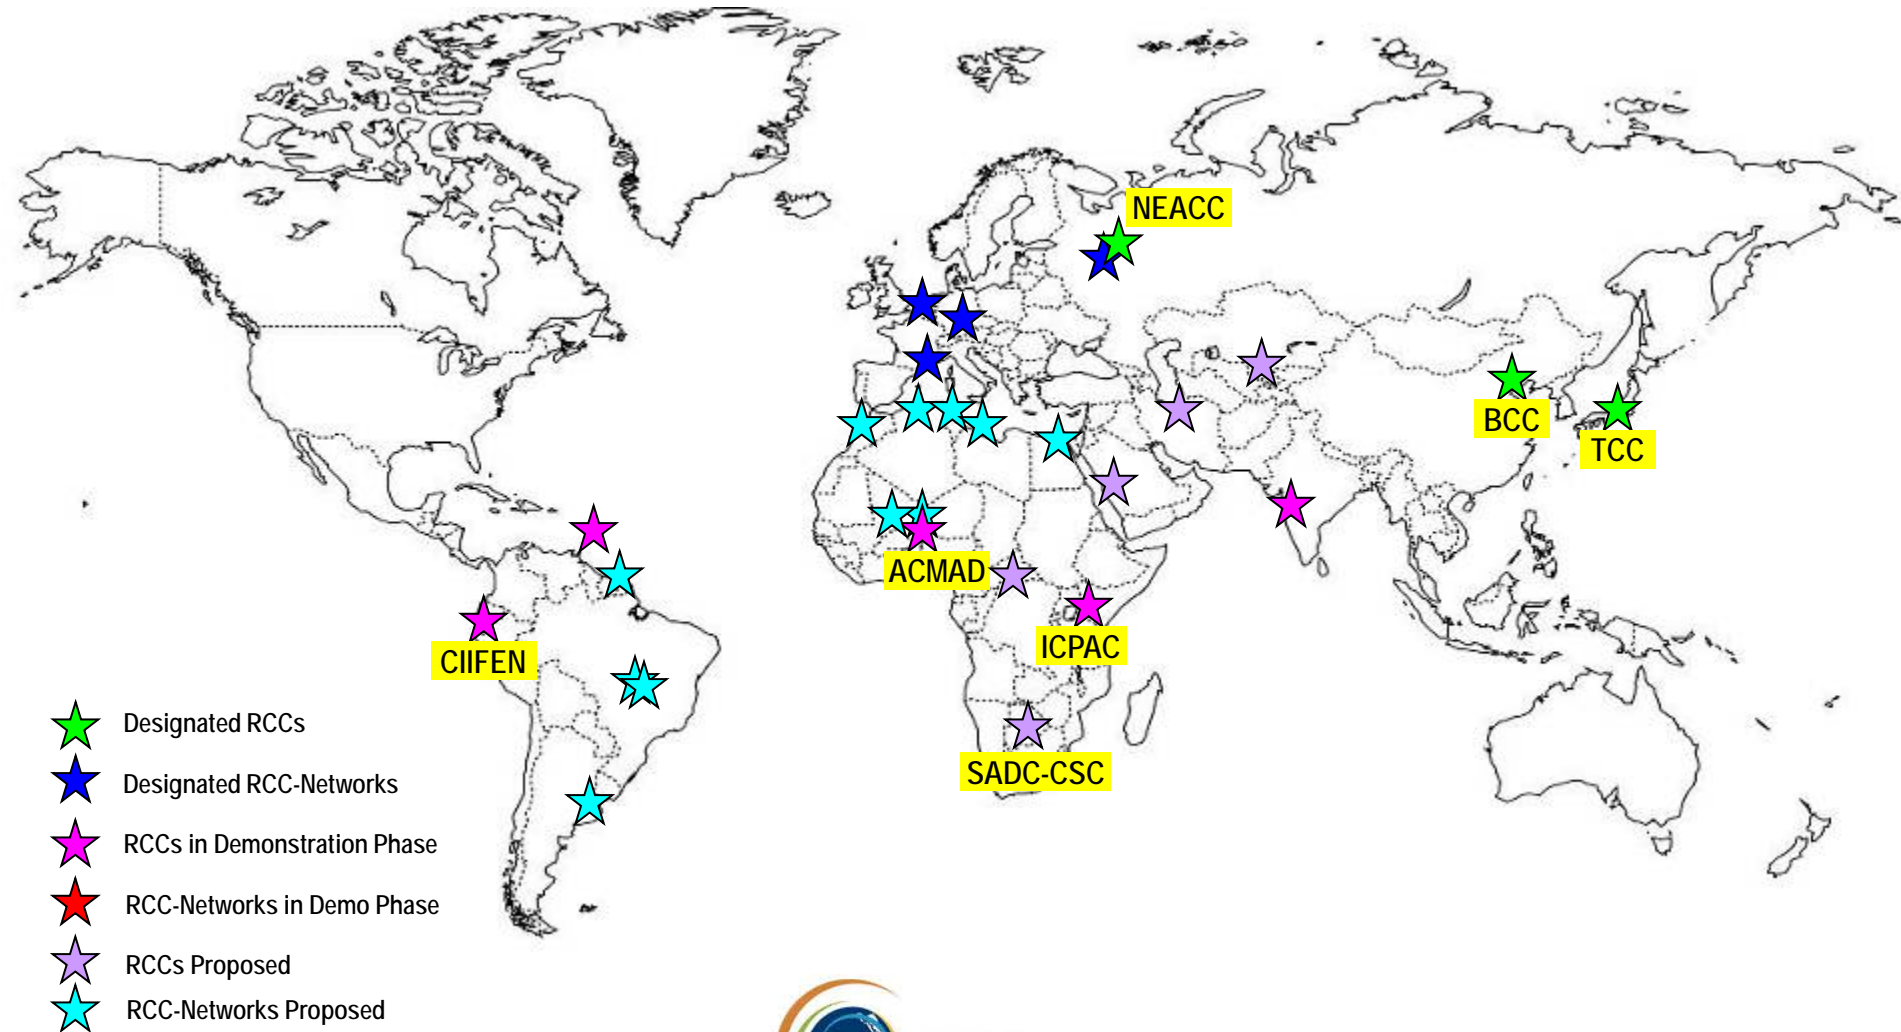 NEACC
BCC
TCC
ACMAD
ICPAC
CIIFEN
SADC-CSC
Designated RCCs
Designated RCC-Networks
RCCs in Demonstration Phase
RCC-Networks in Demo Phase
RCCs Proposed
RCC-Networks Proposed